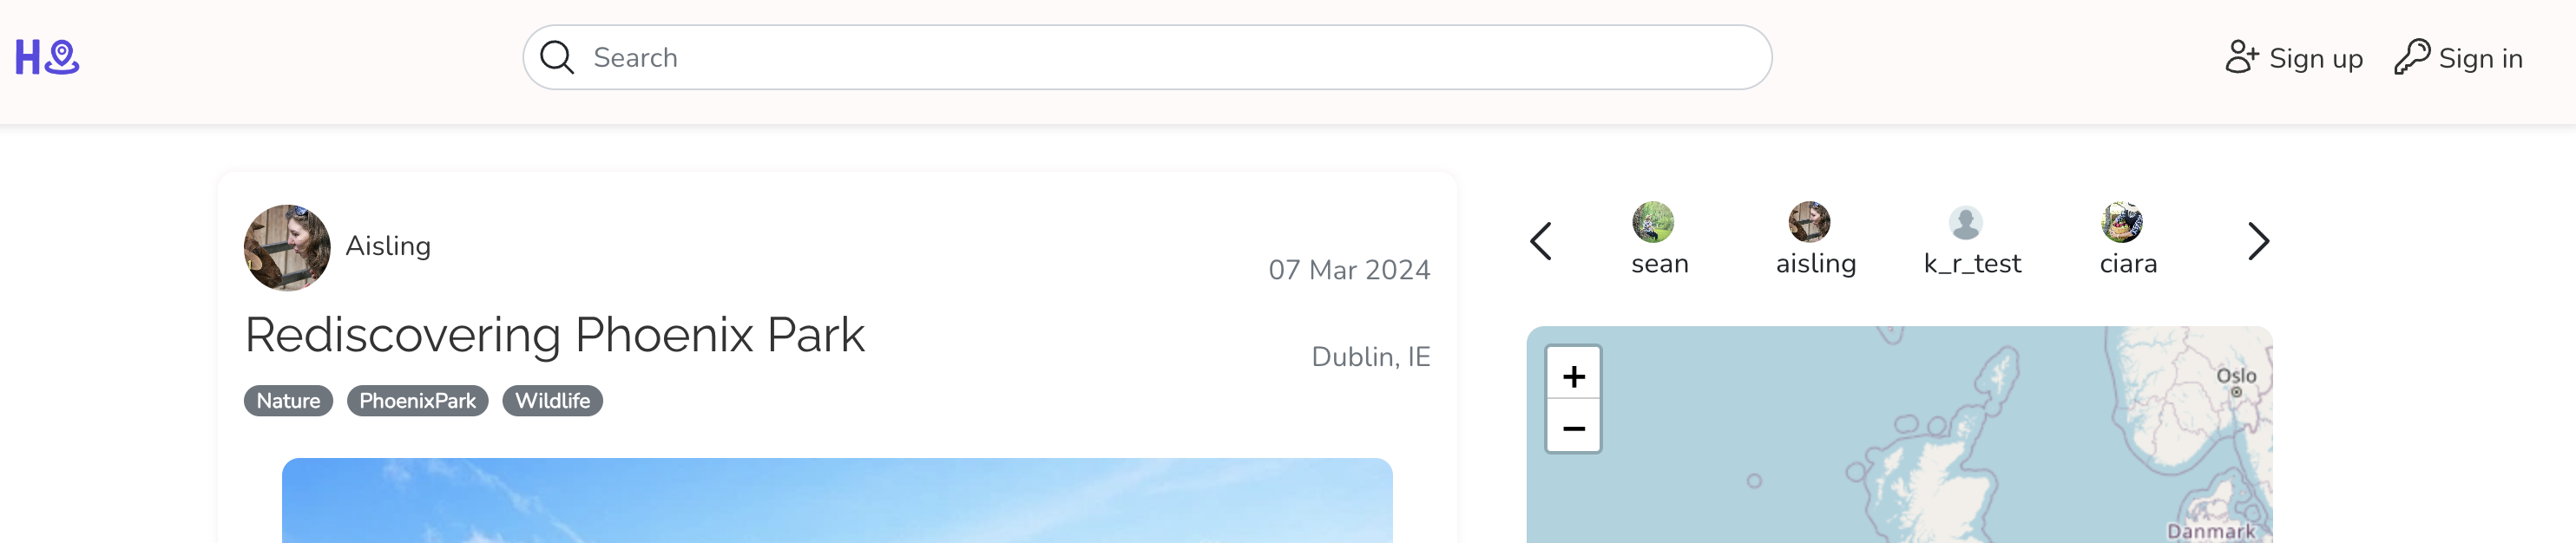 H
Search
Sign up
Sign in
Aisling
07 Mar 2024
Rediscovering Phoenix Park
Dublin, IE
Nature PhoenixPark Wildlife
sean aisling k_r_test ciara
+
−
Oslo
Danmark